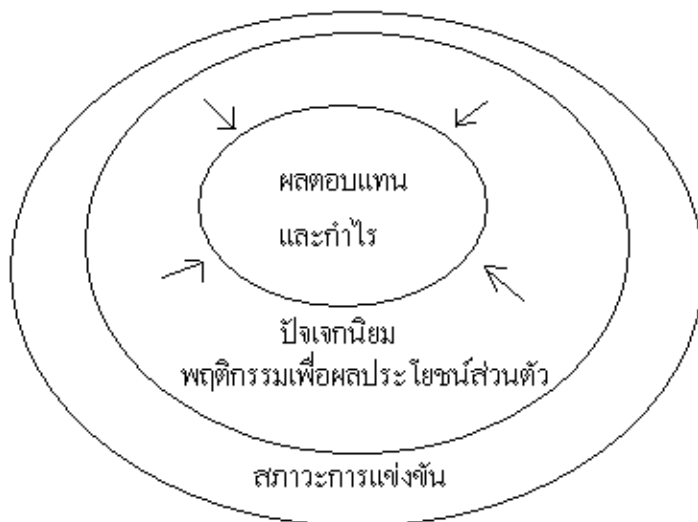 ผลตอบแทน
และกำไร
ปัจเจกนิยม
พฤติกรรมเพื่อผลประโยชน์ส่วนตัว
สภาวะการแข่งขัน